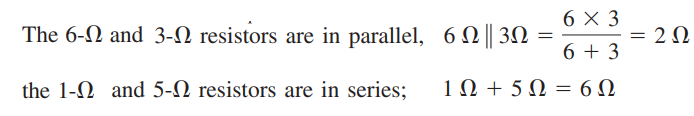 The 6-Ω and 3-Ω resistors are in parallel, 6 Ω || 3Ω = (6 × 3)/(6 + 3) = 2 Ω
the 1-Ω and 5-Ω resistors are in series; 1 Ω + 5 Ω = 6 Ω